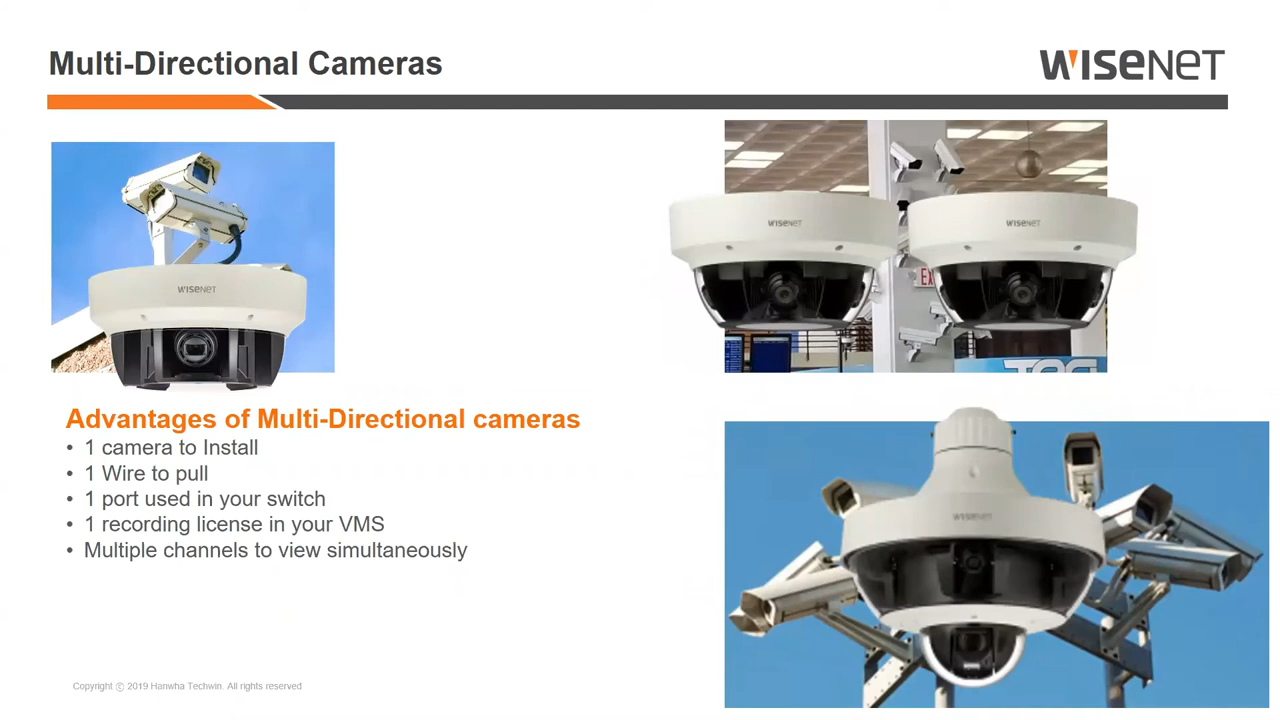 Multi-Directional Cameras
WISENET
WISENET
WISENET
WISENET
EX
Advantages of Multi-Directional cameras
• 1 camera to Install
• 1 Wire to pull
• 1 port used in your switch
• 1 recording license in your VMS
• Multiple channels to view simultaneously
WISENET
Copyright ⓒ 2019 Hanwha Techwin. All rights reserved